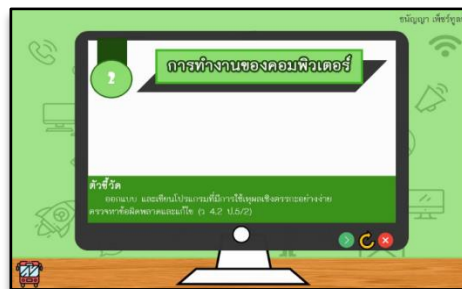 ธนัญญา เพ็ชร์ทูล
2
การทำงานของคอมพิวเตอร์
ตัวชี้วัด
ออกแบบ และเขียนโปรแกรมที่มีการใช้เหตุผลเชิงตรรกะอย่างง่าย
ตรวจหาข้อผิดพลาดและแก้ไข (ว 4.2 ป.5/2)